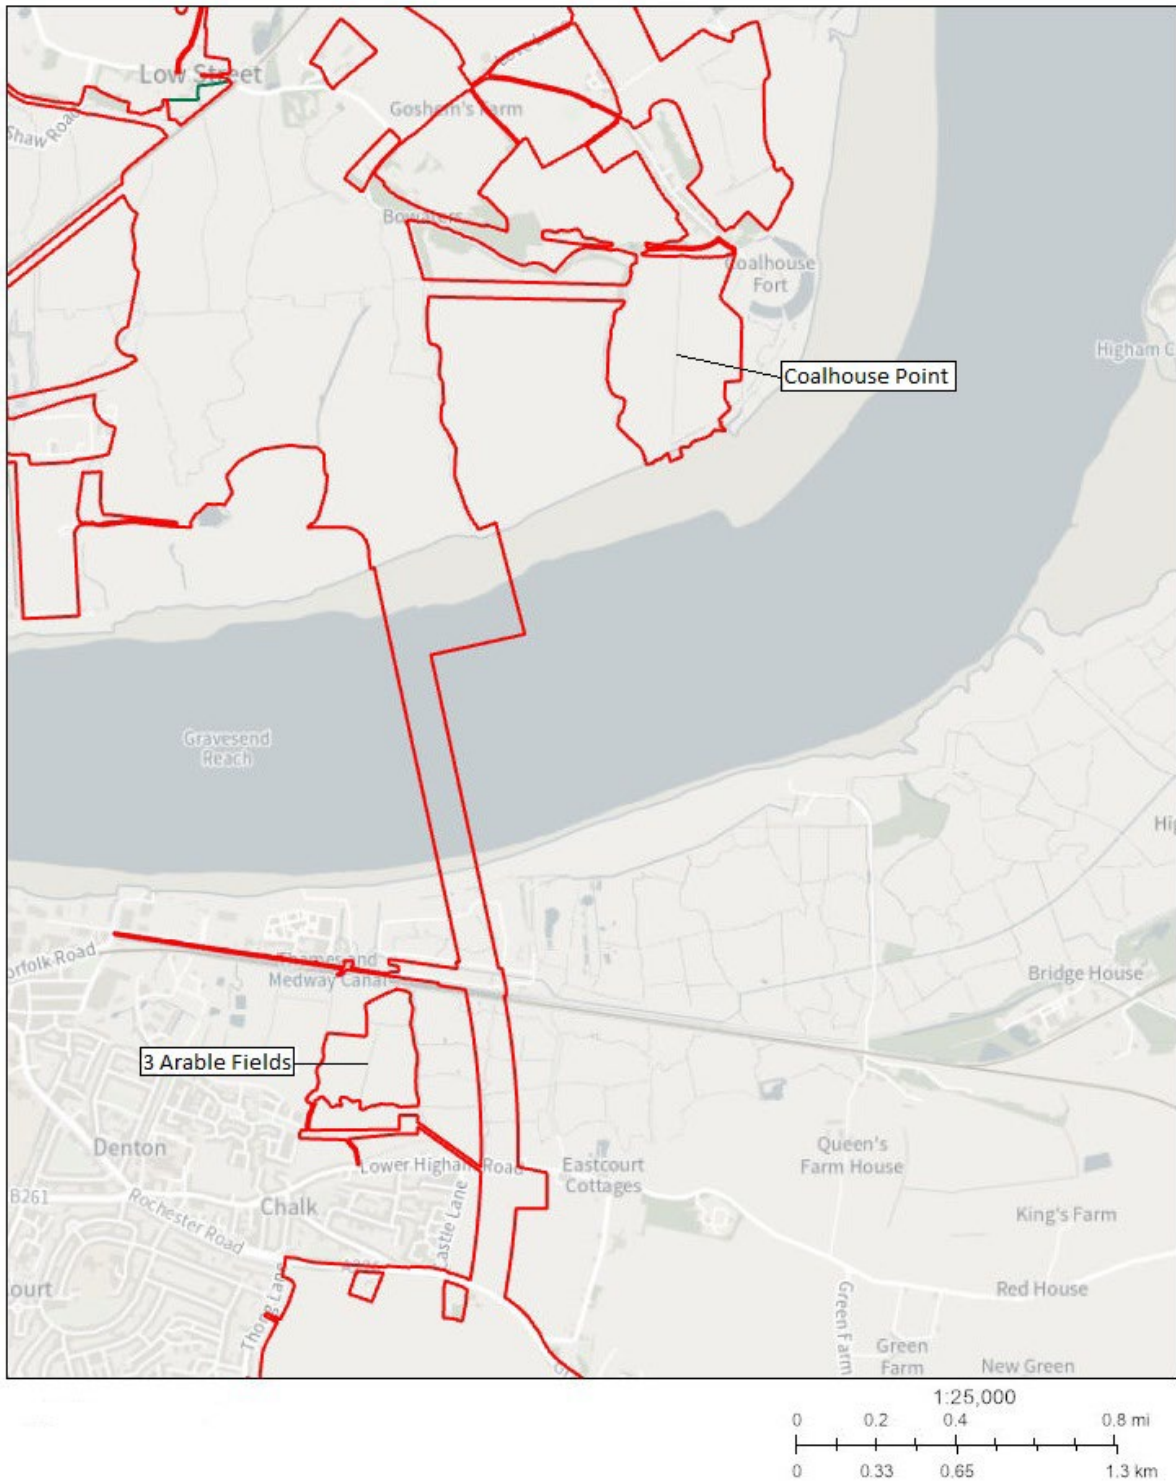 Low Street
Goshem's Farm
Shaw Road
Bowaters
Coalhouse
Fort
Higham C
Coalhouse Point
Gravesend
Reach
Hig
orfolk Road
Thames and
Medway Canal
Bridge House
3 Arable Fields
Denton
Queen's
Farm House
Lower Higham Road
Eastcourt
Cottages
B261
Chalk
Rochester Road
Castle Lane
King's Farm
A226
ourt
Thong Lane
Red House
Green Farm
Green
Farm
New Green
1:25,000
0 0.2 0.4 0.8 mi
0 0.33 0.65 1.3 km